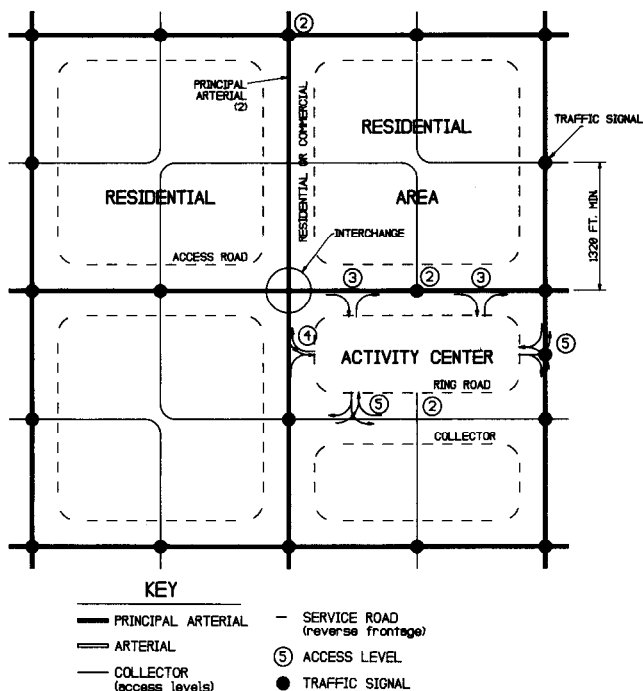 ②
PRINCIPAL
ARTERIAL
(2)
RESIDENTIAL OR COMMERCIAL
RESIDENTIAL
TRAFFIC SIGNAL
RESIDENTIAL
AREA
1320 FT. MIN.
INTERCHANGE
ACCESS ROAD
③
②
③
④
ACTIVITY CENTER
⑤
RING ROAD
⑤
②
COLLECTOR
KEY
PRINCIPAL ARTERIAL
ARTERIAL
COLLECTOR
(access levels)
SERVICE ROAD
(reverse frontage)
⑤ ACCESS LEVEL
TRAFFIC SIGNAL